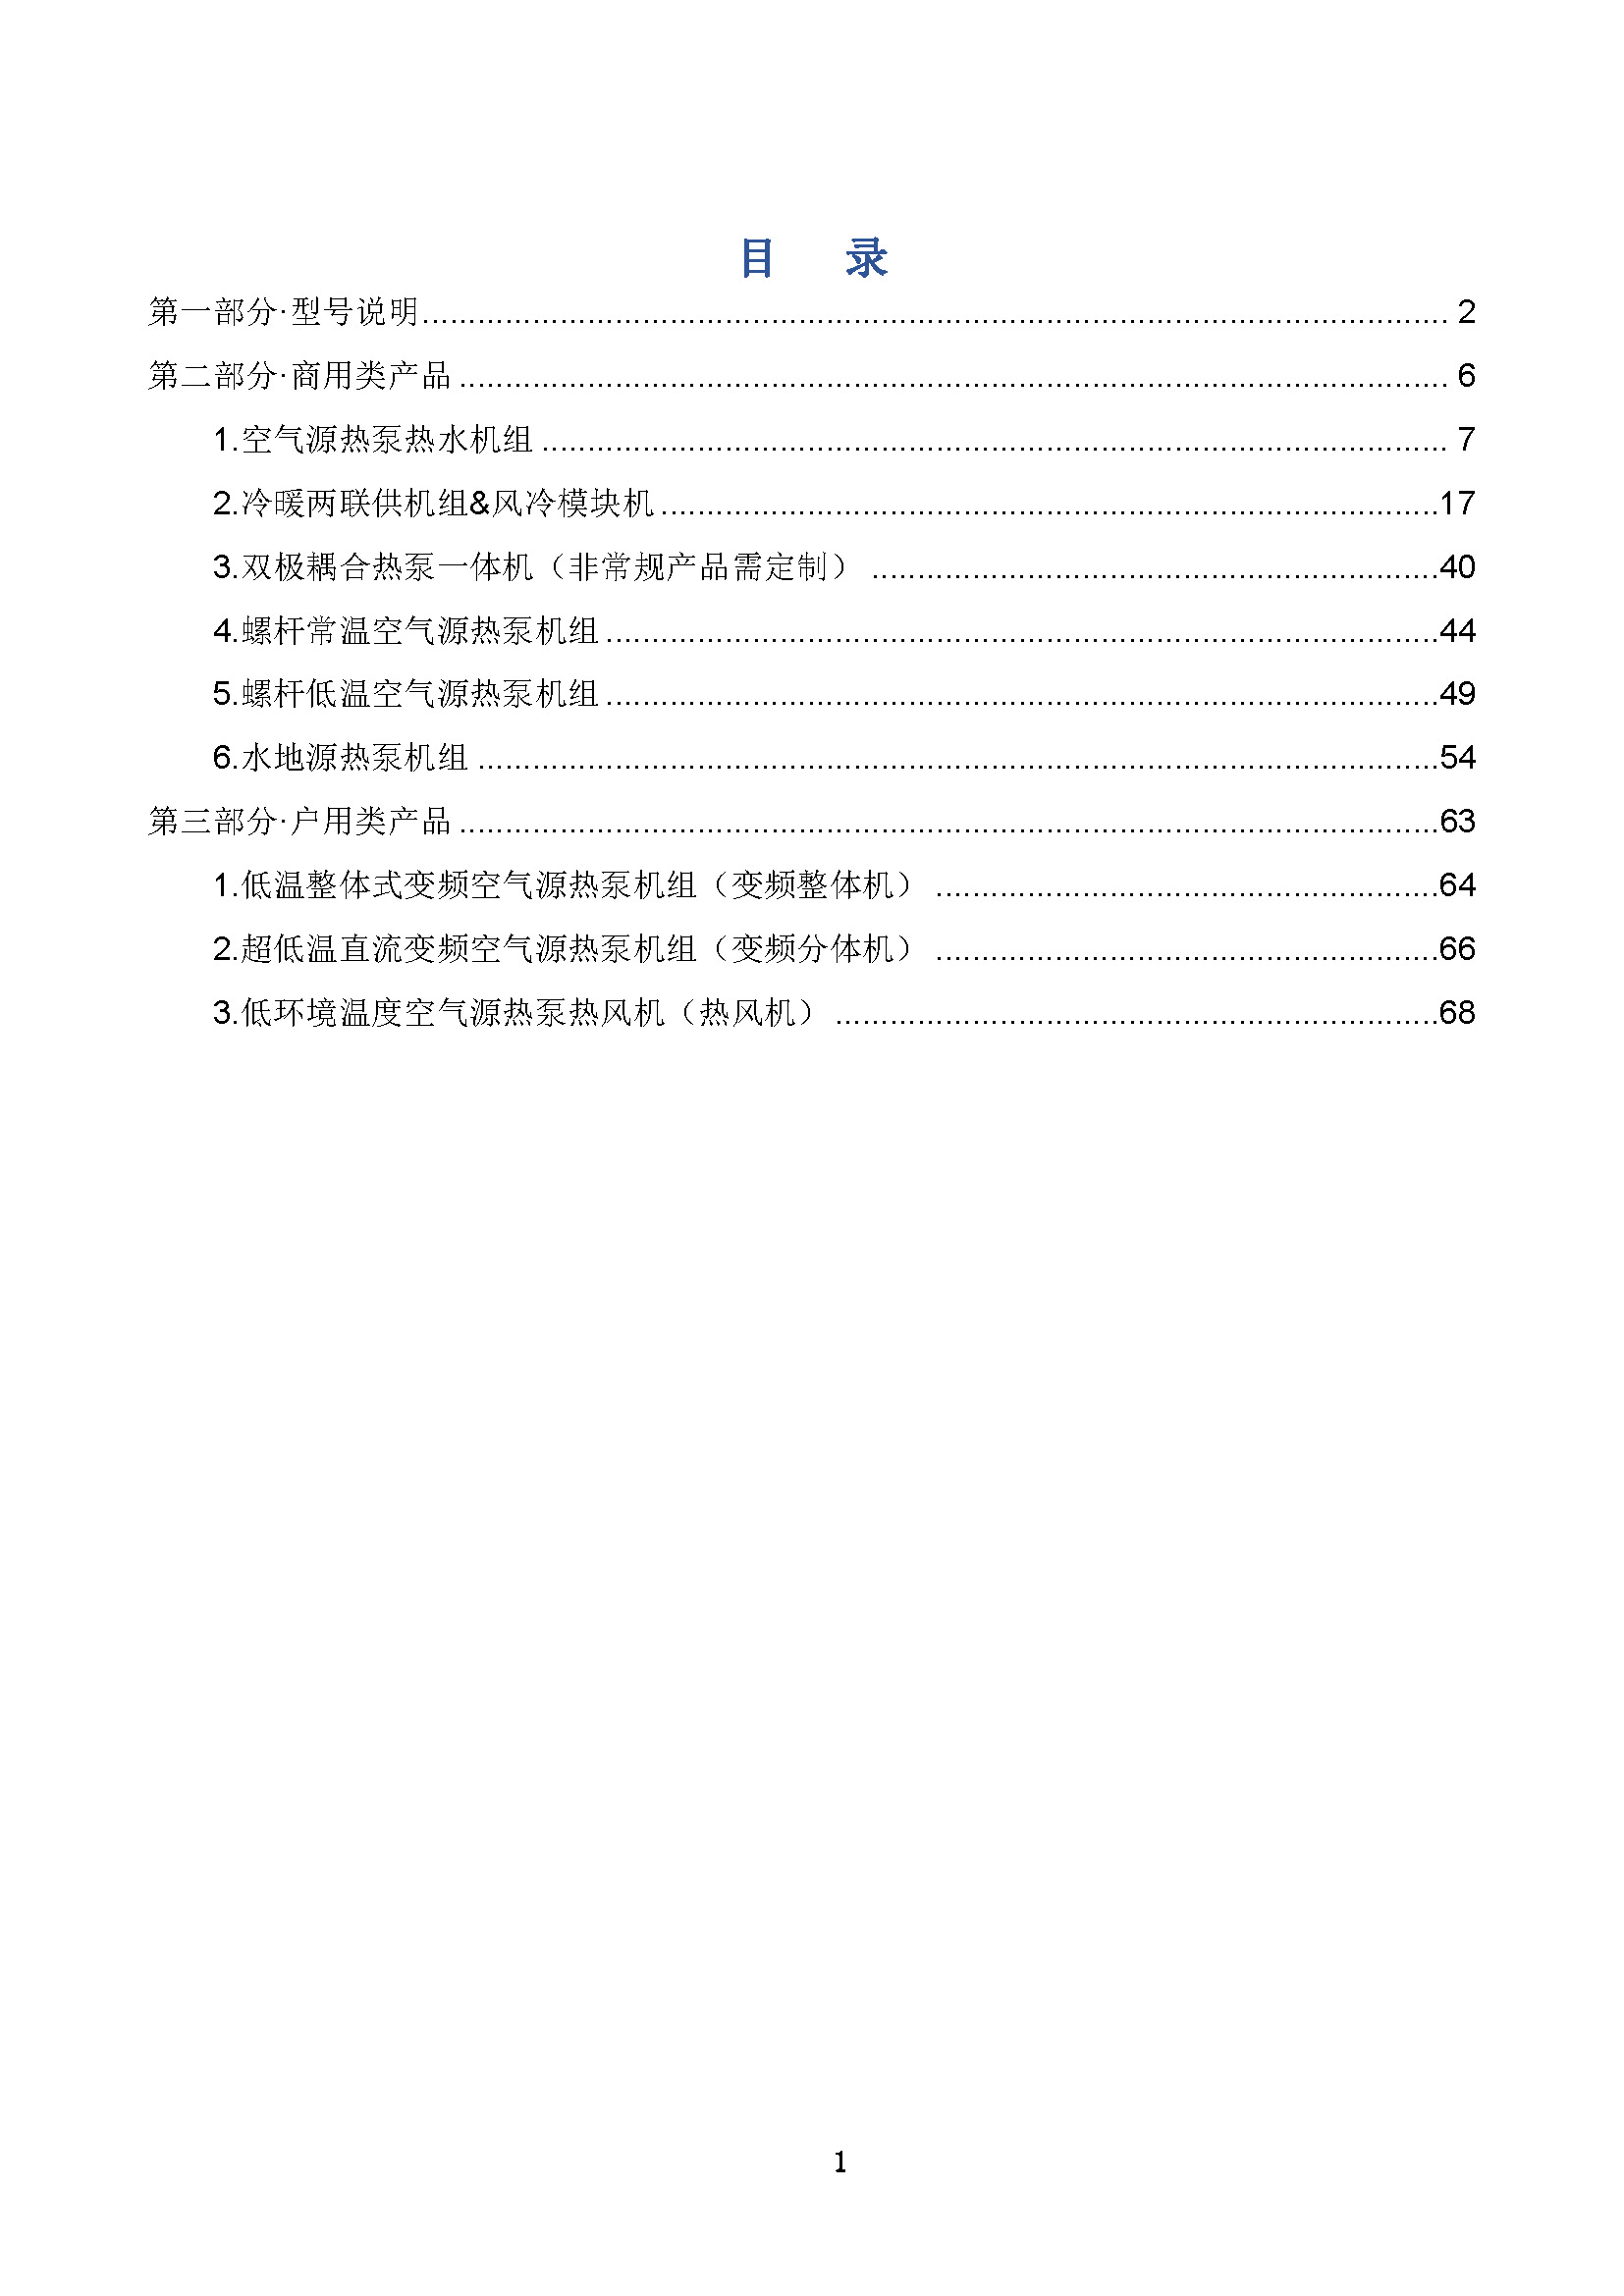 目 录
第一部分·型号说明........................ 2
第二部分·商用类产品........................ 6
1.空气源热泵热水机组........................ 7
2.冷暖两联供机组&风冷模块机........................17
3.双极耦合热泵一体机（非常规产品需定制）........................40
4.螺杆常温空气源热泵机组........................44
5.螺杆低温空气源热泵机组........................49
6.水地源热泵机组........................54
第三部分·户用类产品........................63
1.低温整体式变频空气源热泵机组（变频整体机）........................64
2.超低温直流变频空气源热泵机组（变频分体机）........................66
3.低环境温度空气源热泵热风机（热风机）........................68
1